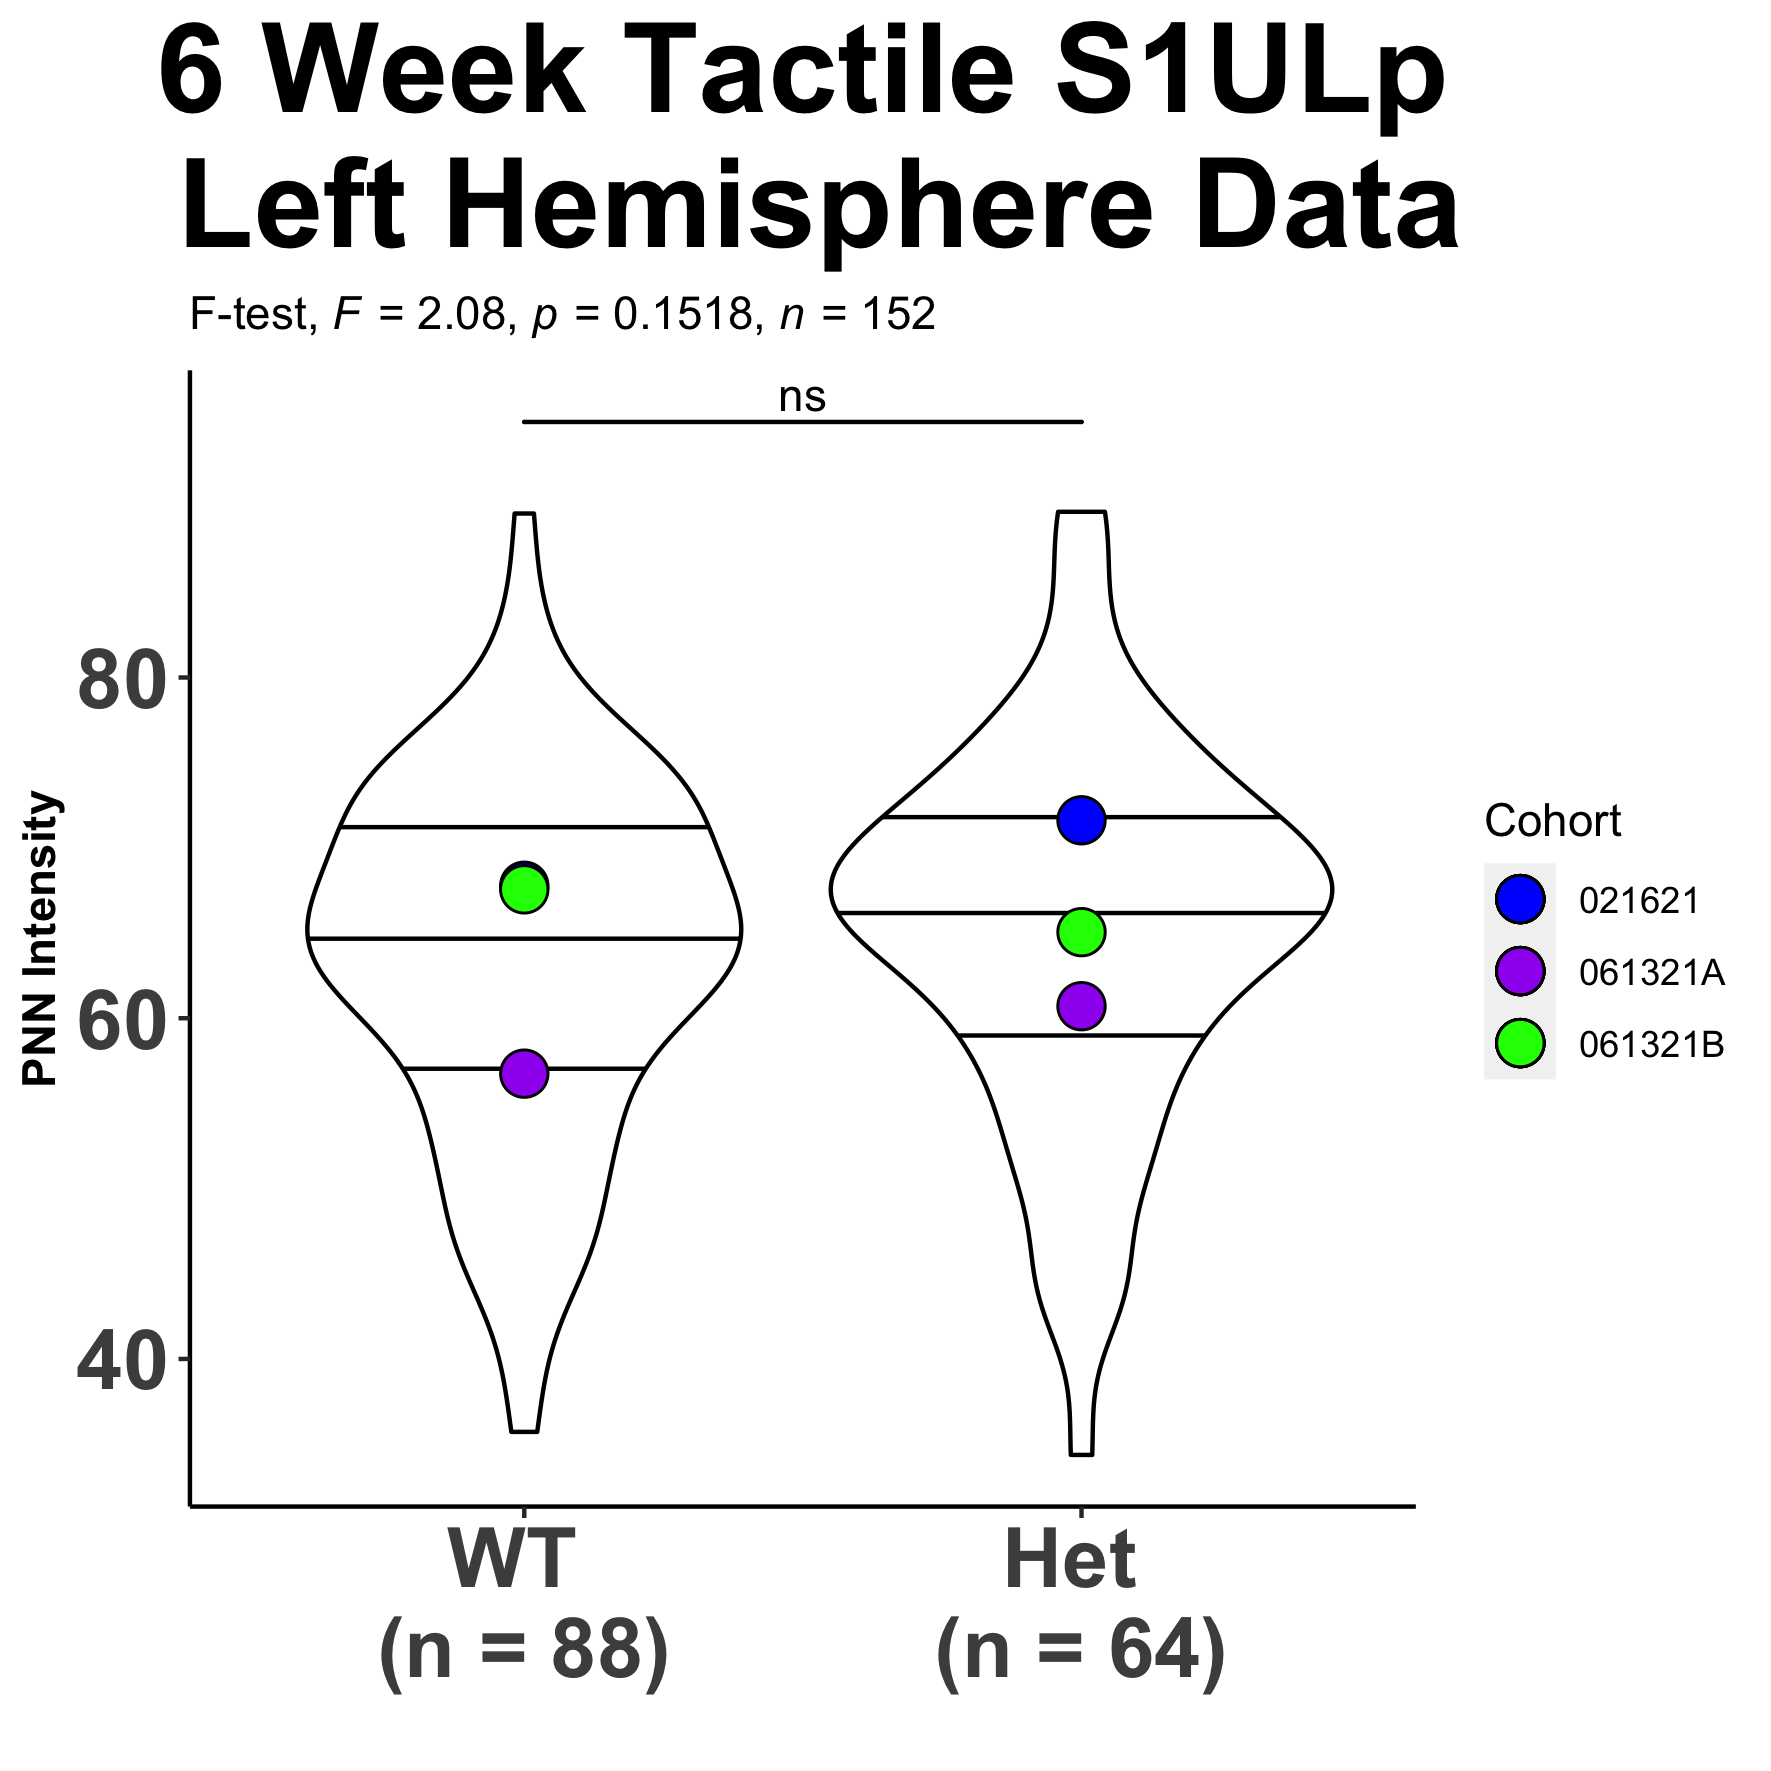 6 Week Tactile S1ULp
Left Hemisphere Data
F-test, F = 2.08, p = 0.1518, n = 152
ns
80
60
40
PNN Intensity
WT
(n = 88)
Het
(n = 64)
Cohort
021621
061321A
061321B